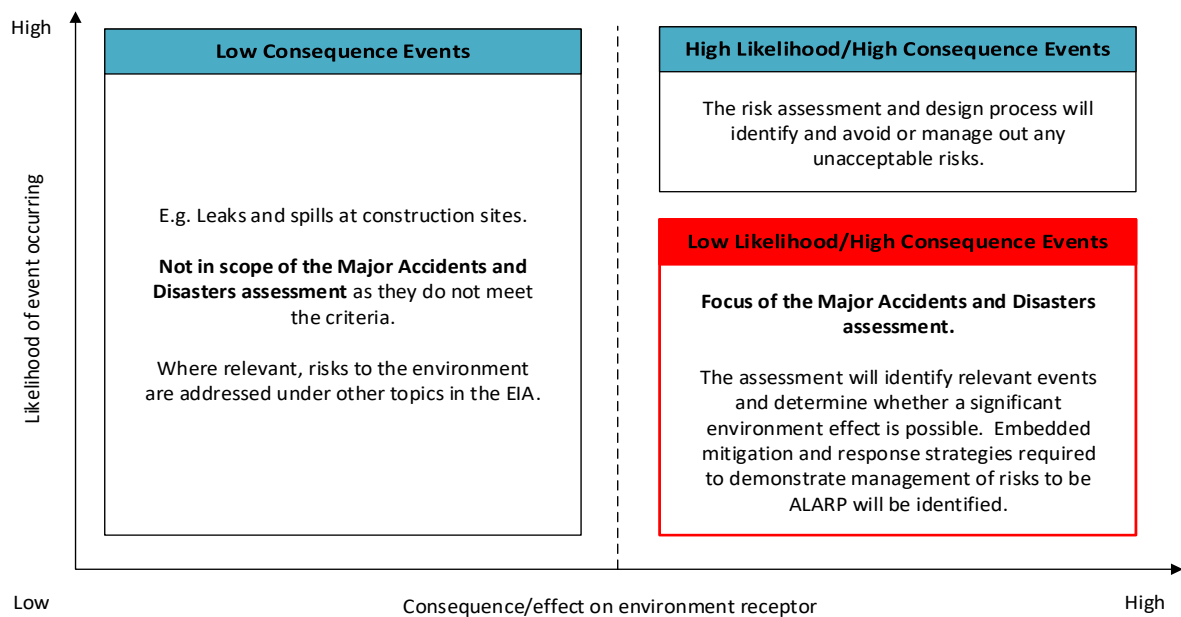 High
Likelihood of event occurring
Low Consequence Events
E.g. Leaks and spills at construction sites.
Not in scope of the Major Accidents and
Disasters assessment as they do not meet
the criteria.
Where relevant, risks to the environment
are addressed under other topics in the EIA.
High Likelihood/High Consequence Events
The risk assessment and design process will
identify and avoid or manage out any
unacceptable risks.
Low Likelihood/High Consequence Events
Focus of the Major Accidents and Disasters
assessment.
The assessment will identify relevant events
and determine whether a significant
environment effect is possible.  Embedded
mitigation and response strategies required
to demonstrate management of risks to be
ALARP will be identified.
Low
Consequence/effect on environment receptor
High